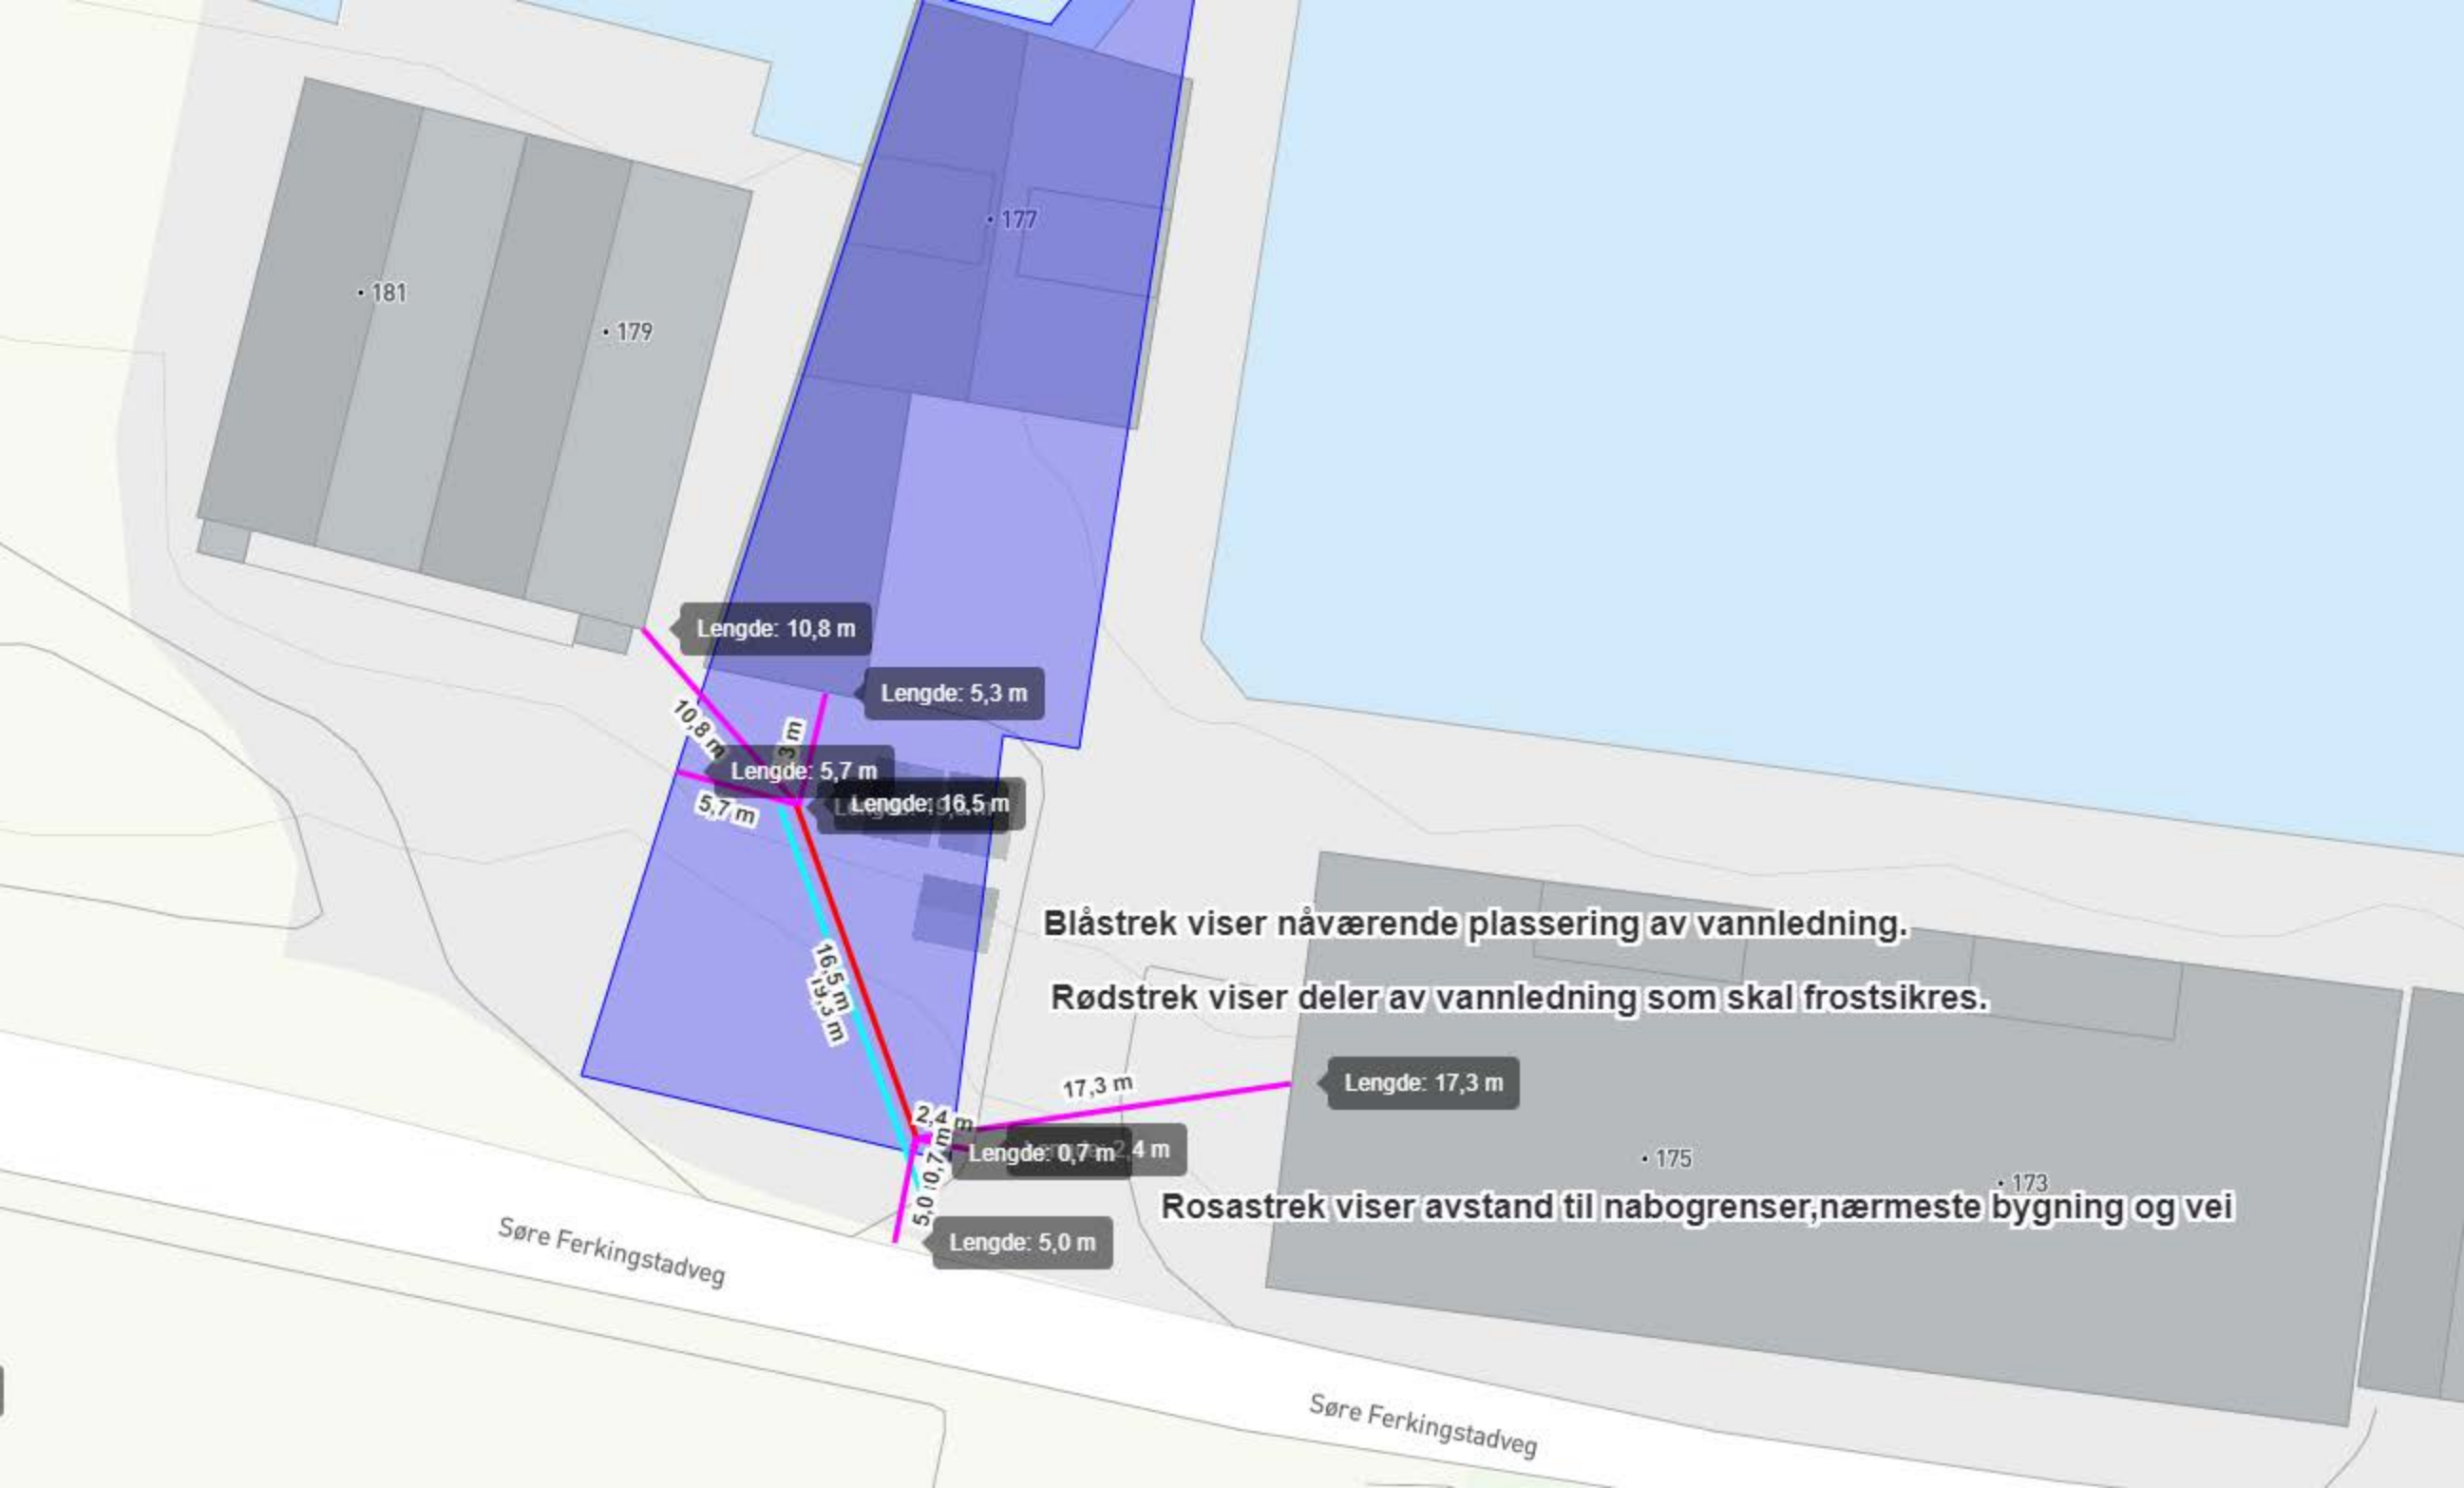 177
181
179
Lengde: 10,8 m
Lengde: 5,3 m
10,8 m
3 m
Lengde: 5,7 m
5,7 m
Lengde: 16,5 m
Blåstrek viser nåværende plassering av vannledning.
16,5 m
19,3 m
Rødstrek viser deler av vannledning som skal frostsikres.
17,3 m
Lengde: 17,3 m
2,4 m
Lengde: 0,7 m
2,4 m
0,7 m
175
173
5,0
Rosastrek viser avstand til nabogrenser,nærmeste bygning og vei
Lengde: 5,0 m
Søre Ferkingstadveg
Søre Ferkingstadveg